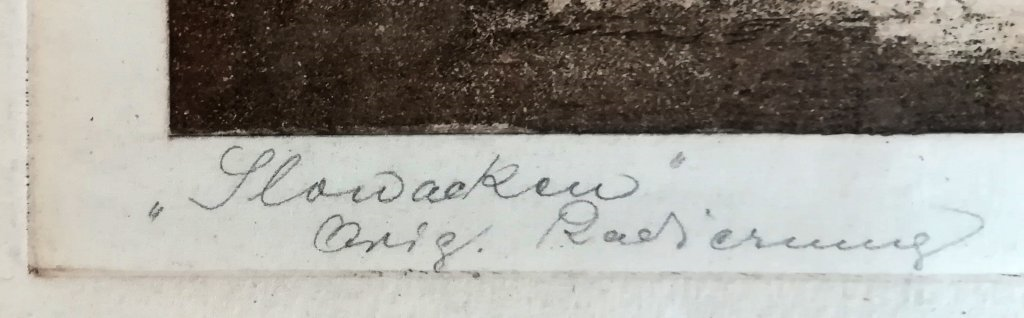 „Slowacken"
Orig. Radierung